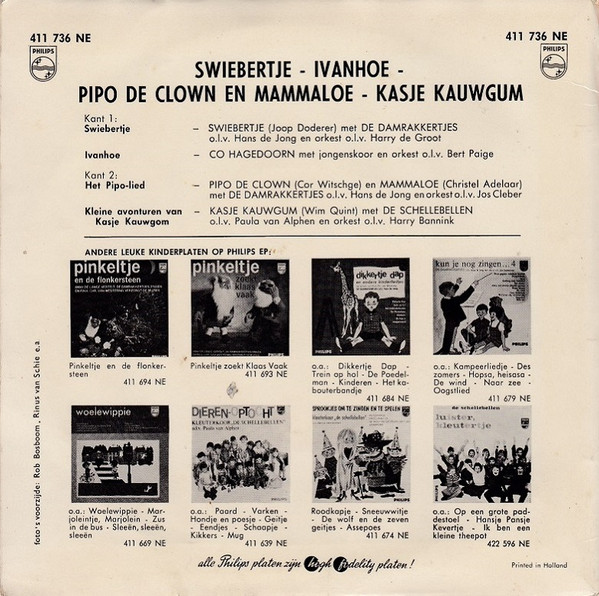 411 736 NE
411 736 NE
PHILIPS
PHILIPS
SWIEBERTJE - IVANHOE -
PIPO DE CLOWN EN MAMMALOE - KASJE KAUWGUM
Kant 1:
Swiebertje – SWIEBERTJE (Joop Doderer) met DE DAMRAKKERTJES
o.l.v. Hans de Jong en orkest o.l.v. Harry de Groot
Ivanhoe – CO HAGEDOORN met jongenskoor en orkest o.l.v. Bert Paige
Kant 2:
Het Pipo-lied – PIPO DE CLOWN (Cor Witschge) en MAMMALOE (Christel Adelaar)
met DE DAMRAKKERTJES o.l.v. Hans de Jong en orkest o.l.v. Jos Cleber
Kleine avonturen van – KASJE KAUWGUM (Wim Quint) met DE SCHELLEBELLEN
Kasje Kauwgom o.l.v. Paula van Alphen en orkest o.l.v. Harry Bannink
ANDERE LEUKE KINDERPLATEN OP PHILIPS EP:
pinkeltje
en de flonkersteen
pinkeltje
zoekt
klaas
vaak
dikkertje dap
en andere kinderliedjes
kun je nog zingen...4
Pinkeltje en de flonker-
steen
411 694 NE
Pinkeltje zoekt Klaas Vaak
411 693 NE
o.a.: Dikkertje Dap -
Trein op hol - De Poedel-
man - Kinderen - Het ka-
bouterbandje
411 684 NE
o.a.: Kampeerliedje - Des
zomers - Hopsa, heisasa -
De wind - Naar zee -
Oogstlied
411 679 NE
woelewippie
DIEREN-OPTOCHT
KLEUTERKOOR „DE SCHELLEBELLEN"
o.l.v. Paula van Alphen
SPROOKJES OM TE ZINGEN EN TE SPELEN
de schellebellen
luister,
kleutertje
o.a.: Woelewippie - Mar-
joleintje, Marjolein - Zus
in de bus - Sleeën, sleeën,
sleeën
411 669 NE
o.a.: Paard - Varken -
Hondje en poesje - Geitje
- Eendjes - Schaapje -
Kikkers - Mug
411 639 NE
Roodkapje - Sneeuwwitje
- De wolf en de zeven
geitjes - Assepoes
411 674 NE
o.a.: Op een grote pad-
destoel - Hansje Pansje
Kevertje - Ik ben een
kleine theepot
422 596 NE
foto's voorzijde: Rob Bosboom, Rinus van Schie e.a
alle Philips platen zijn high fidelity platen!
Printed in Holland